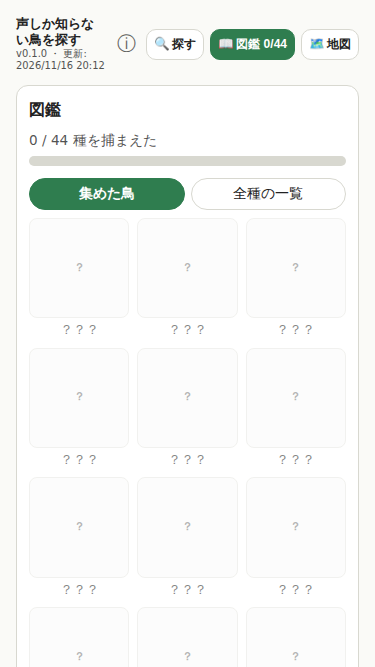 声しか知らな
い鳥を探す
v0.1.0 · 更新:
2026/11/16 20:12
ⓘ
🔍 探す
📖 図鑑 0/44
🗺️ 地図
図鑑
0 / 44 種を捕まえた
集めた鳥
全種の一覧
? ? ?
？？？ ？？？ ？？？
? ? ?
？？？ ？？？ ？？？
? ? ?
？？？ ？？？ ？？？
? ? ?